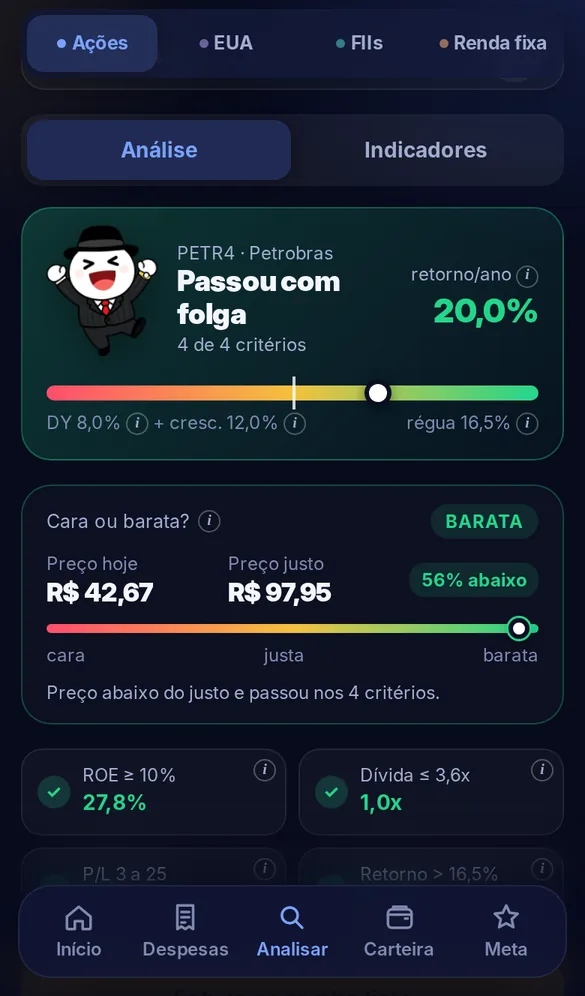 Ações EUA FIIs Renda fixa
Análise Indicadores
PETR4 · Petrobras
Passou com
folga
4 de 4 critérios
retorno/ano i
20,0%
DY 8,0% i + cresc. 12,0% i régua 16,5% i
Cara ou barata? i BARATA
Preço hoje Preço justo
R$ 42,67 R$ 97,95 56% abaixo
cara justa barata
Preço abaixo do justo e passou nos 4 critérios.
ROE ≥ 10% i
27,8%
Dívida ≤ 3,6x i
1,0x
P/L 3 a 25 i
Retorno > 16,5% i
Início Despesas Analisar Carteira Meta